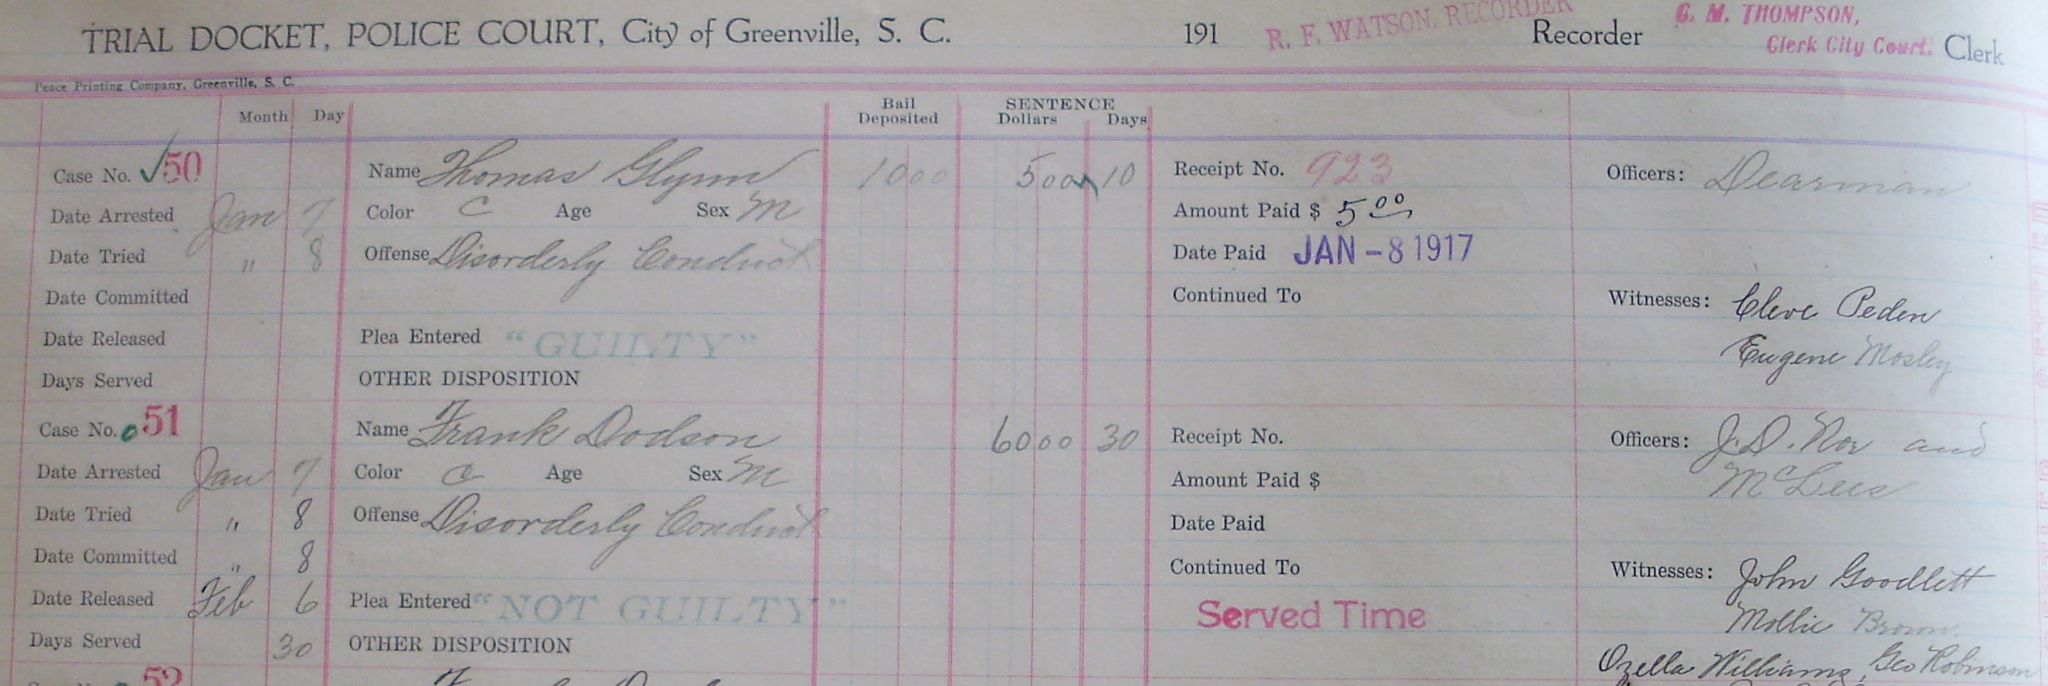 TRIAL DOCKET, POLICE COURT, City of Greenville, S. C. 191 R. F. WATSON, RECORDER Recorder G. M. THOMPSON, Clerk City Court. Clerk
Peace Printing Company, Greenville, S. C.
Month Day Bail Deposited SENTENCE Dollars Days
Case No. 50 Name Thomas Glynn 1000 500 10 Receipt No. 923 Officers: Dearman
Date Arrested Jan 7 Color C Age Sex M Amount Paid $ 5 00
Date Tried " 8 Offense Disorderly Conduct Date Paid JAN -8 1917
Date Committed Continued To Witnesses: Cleve Peden
Date Released Plea Entered "GUILTY" Eugene Mosley
Days Served OTHER DISPOSITION
Case No. 51 Name Frank Dodson 6000 30 Receipt No. Officers: J. D. Nor and
Date Arrested Jan 7 Color C Age Sex M Amount Paid $ McLees
Date Tried " 8 Offense Disorderly Conduct Date Paid
Date Committed " 8 Continued To Witnesses: John Goodlett
Date Released Feb 6 Plea Entered "NOT GUILTY" Served Time Mollie Brown
Days Served 30 OTHER DISPOSITION Ozella Williams, Geo Robinson
52